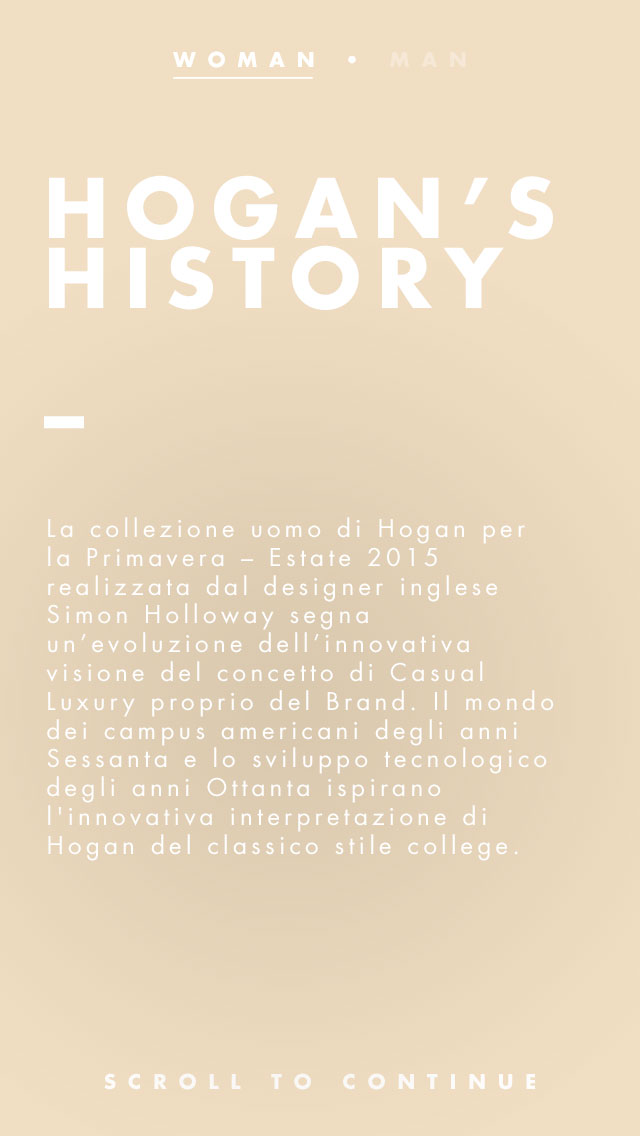 WOMAN • MAN
HOGAN’S
HISTORY
La collezione uomo di Hogan per
la Primavera – Estate 2015
realizzata dal designer inglese
Simon Holloway segna
un’evoluzione dell’innovativa
visione del concetto di Casual
Luxury proprio del Brand. Il mondo
dei campus americani degli anni
Sessanta e lo sviluppo tecnologico
degli anni Ottanta ispirano
l'innovativa interpretazione di
Hogan del classico stile college.
SCROLL TO CONTINUE